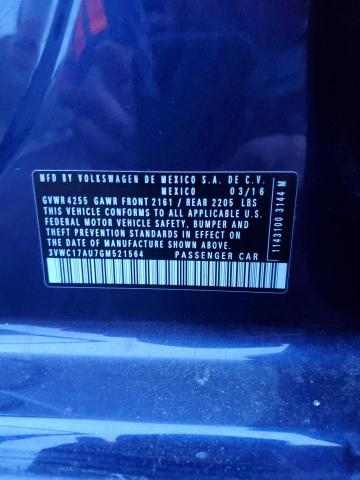 MFD BY VOLKSWAGEN DE MEXICO S.A. DE C.V.
MEXICO 03/16
GVWR4255 GAWR FRONT 2161 / REAR 2205 LBS
THIS VEHICLE CONFORMS TO ALL APPLICABLE U.S.
FEDERAL MOTOR VEHICLE SAFETY, BUMPER AND
THEFT PREVENTION STANDARDS IN EFFECT ON THE
DATE OF MANUFACTURE SHOWN ABOVE
3VWC17AU7GM521564 PASSENGER CAR
1143100 3144 M